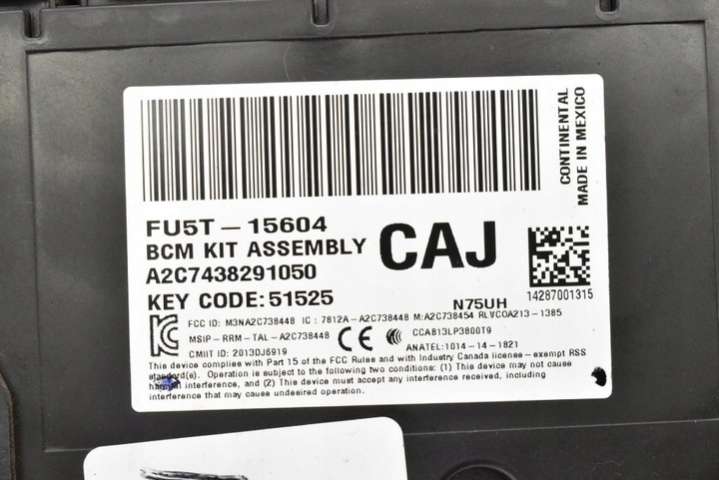 CONTINENTAL
MADE IN MEXICO
FU5T-15604
BCM KIT ASSEMBLY
A2C7438291050
KEY CODE:51525
CAJ
N75UH
14287001315
FCC ID: M3NA2C738448 IC: 7812A-A2C738448 M:A2C738454 RLVCOA213-1385
MSIP-RRM-TAL-A2C738448
CE
CCAB13LP3800T9
CMIIT ID: 2013DJ6919
ANATEL:1014-14-1821
This device complies with Part 15 of the FCC Rules and with Industry Canada license-exempt RSS
standard(s). Operation is subject to the following two conditions: (1) This device may not cause
harmful interference, and (2) This device must accept any interference received, including
interference that may cause undesired operation.